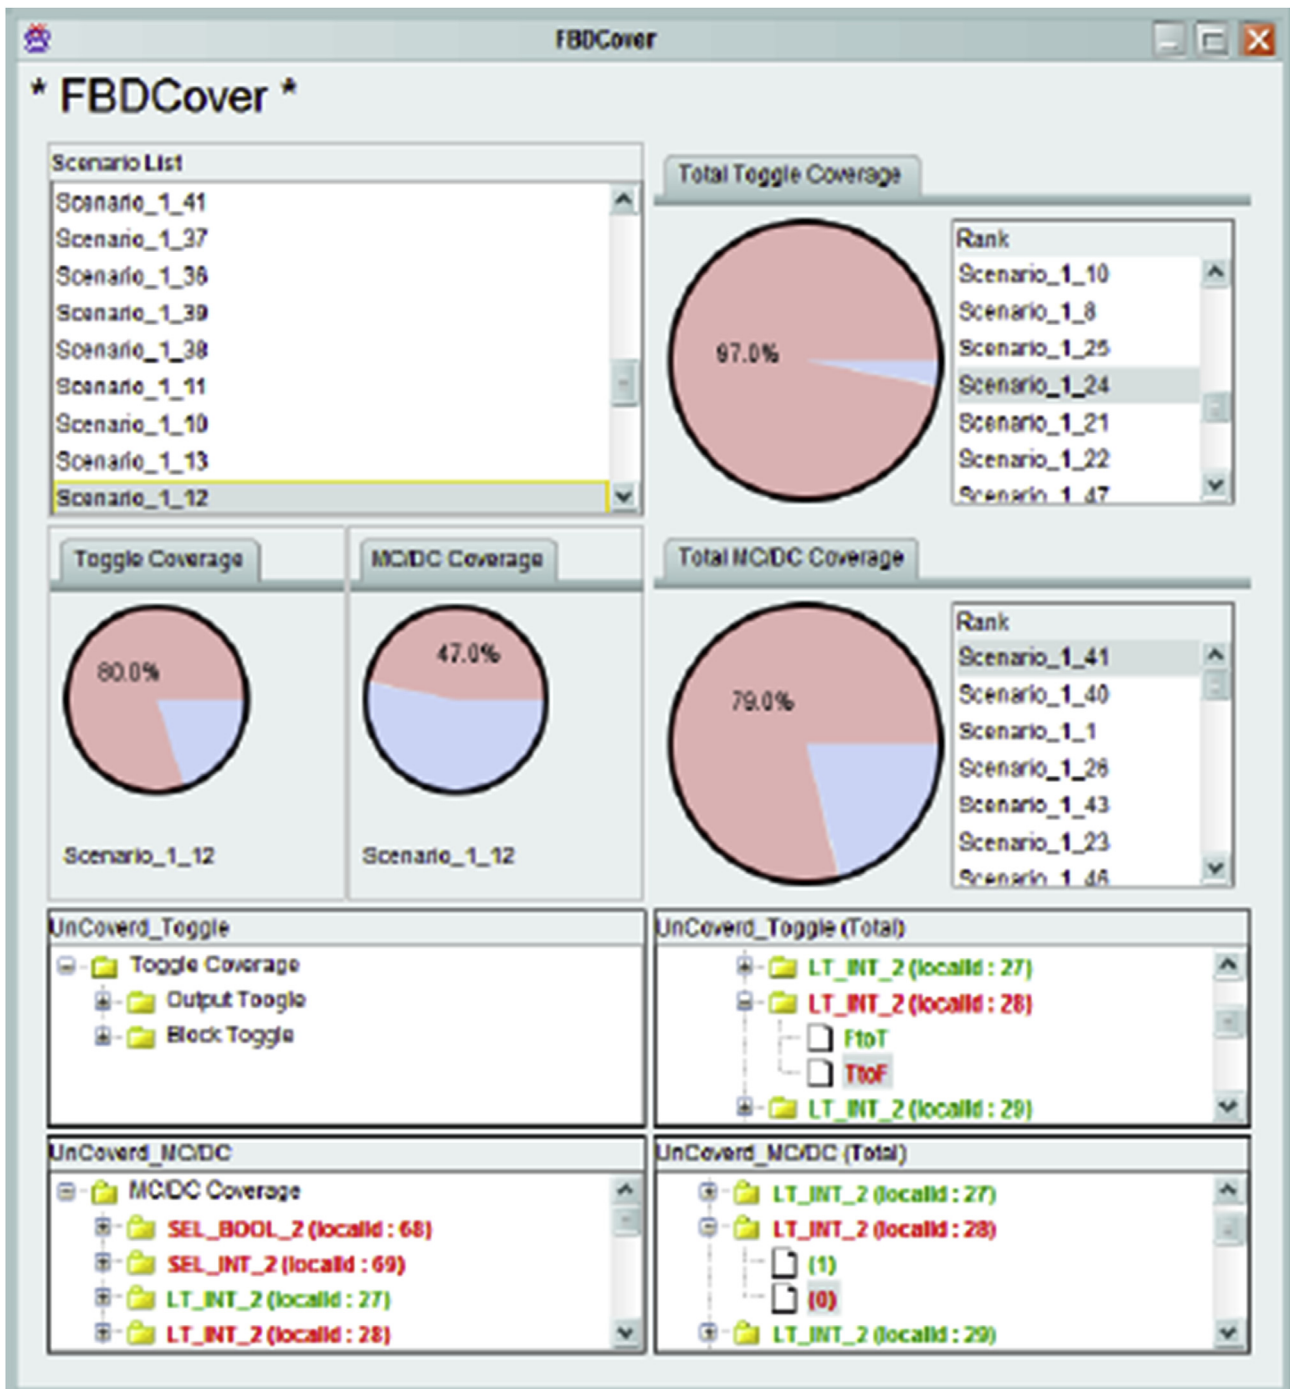 FBDCover
* FBDCover *
Scenario List
Scenario_1_41
Scenario_1_37
Scenario_1_36
Scenario_1_39
Scenario_1_38
Scenario_1_11
Scenario_1_10
Scenario_1_13
Scenario_1_12
Total Toggle Coverage
97.0%
Rank
Scenario_1_10
Scenario_1_8
Scenario_1_25
Scenario_1_24
Scenario_1_21
Scenario_1_22
Scenario_1_47
Toggle Coverage
80.0%
Scenario_1_12
MC/DC Coverage
47.0%
Scenario_1_12
Total MC/DC Coverage
79.0%
Rank
Scenario_1_41
Scenario_1_40
Scenario_1_1
Scenario_1_26
Scenario_1_43
Scenario_1_23
Scenario_1_46
UnCoverd_Toggle
Toggle Coverage
Output Toogle
Block Toggle
UnCoverd_Toggle (Total)
LT_INT_2 (localId : 27)
LT_INT_2 (localId : 28)
FtoT
TtoF
LT_INT_2 (localId : 29)
UnCoverd_MC/DC
MC/DC Coverage
SEL_BOOL_2 (localId : 68)
SEL_INT_2 (localId : 69)
LT_INT_2 (localId : 27)
LT_INT_2 (localId : 28)
UnCoverd_MC/DC (Total)
LT_INT_2 (localId : 27)
LT_INT_2 (localId : 28)
(1)
(0)
LT_INT_2 (localId : 29)